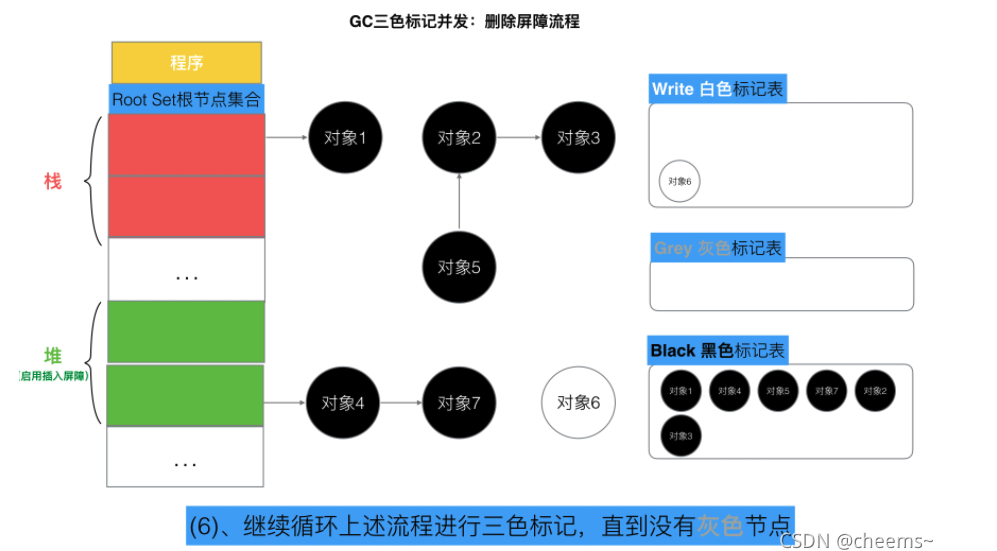 GC三色标记并发：删除屏障流程
程序
Root Set根节点集合
栈
...
堆
启用插入屏障)
...
对象1
对象2
对象3
对象5
对象4
对象7
对象6
Write 白色标记表
对象6
Grey 灰色标记表
Black 黑色标记表
对象1 对象4 对象5 对象7 对象2
对象3
(6)、继续循环上述流程进行三色标记，直到没有灰色节点
CSDN @cheems~